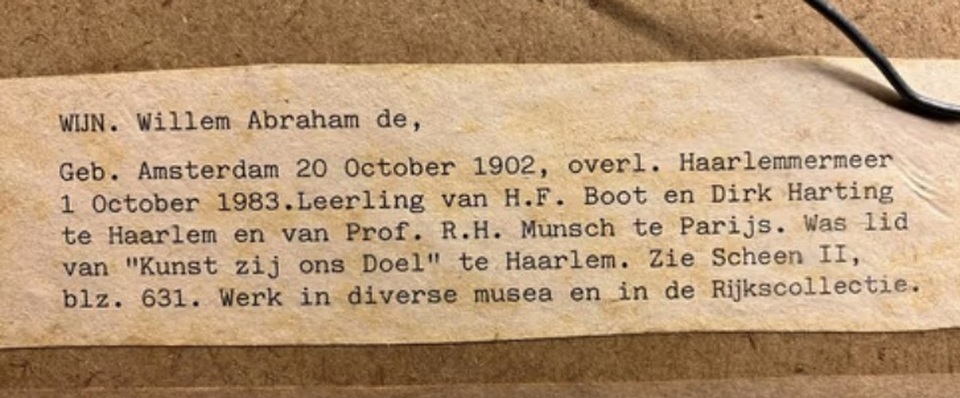 WIJN. Willem Abraham de,
Geb. Amsterdam 20 October 1902, overl. Haarlemmermeer
1 October 1983.Leerling van H.F. Boot en Dirk Harting
te Haarlem en van Prof. R.H. Munsch te Parijs. Was lid
van "Kunst zij ons Doel" te Haarlem. Zie Scheen II,
blz. 631. Werk in diverse musea en in de Rijkscollectie.